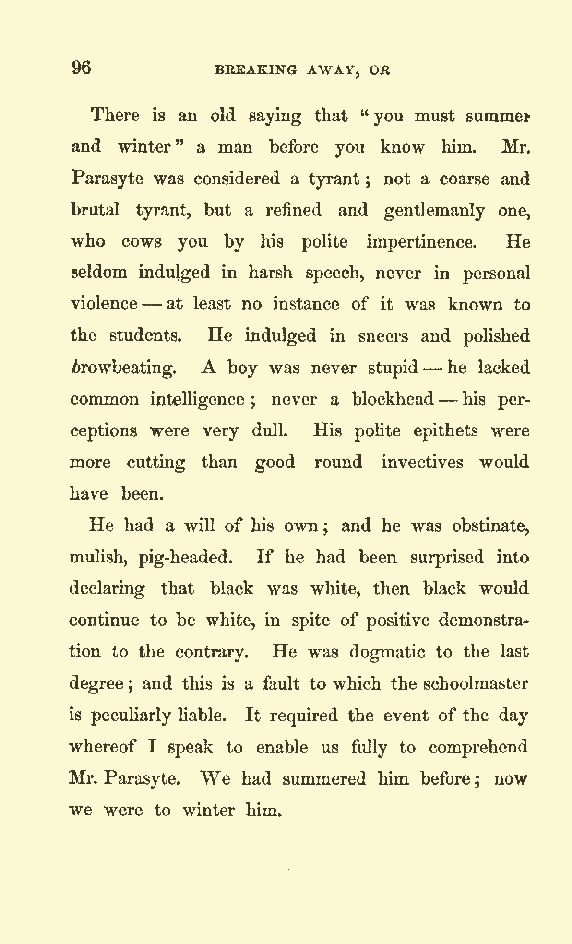 96 BREAKING AWAY, OR
There is an old saying that “you must summer
and winter” a man before you know him. Mr.
Parasyte was considered a tyrant; not a coarse and
brutal tyrant, but a refined and gentlemanly one,
who cows you by his polite impertinence. He
seldom indulged in harsh speech, never in personal
violence — at least no instance of it was known to
the students. He indulged in sneers and polished
browbeating. A boy was never stupid — he lacked
common intelligence; never a blockhead — his per-
ceptions were very dull. His polite epithets were
more cutting than good round invectives would
have been.
He had a will of his own; and he was obstinate,
mulish, pig-headed. If he had been surprised into
declaring that black was white, then black would
continue to be white, in spite of positive demonstra-
tion to the contrary. He was dogmatic to the last
degree; and this is a fault to which the schoolmaster
is peculiarly liable. It required the event of the day
whereof I speak to enable us fully to comprehend
Mr. Parasyte. We had summered him before; now
we were to winter him.